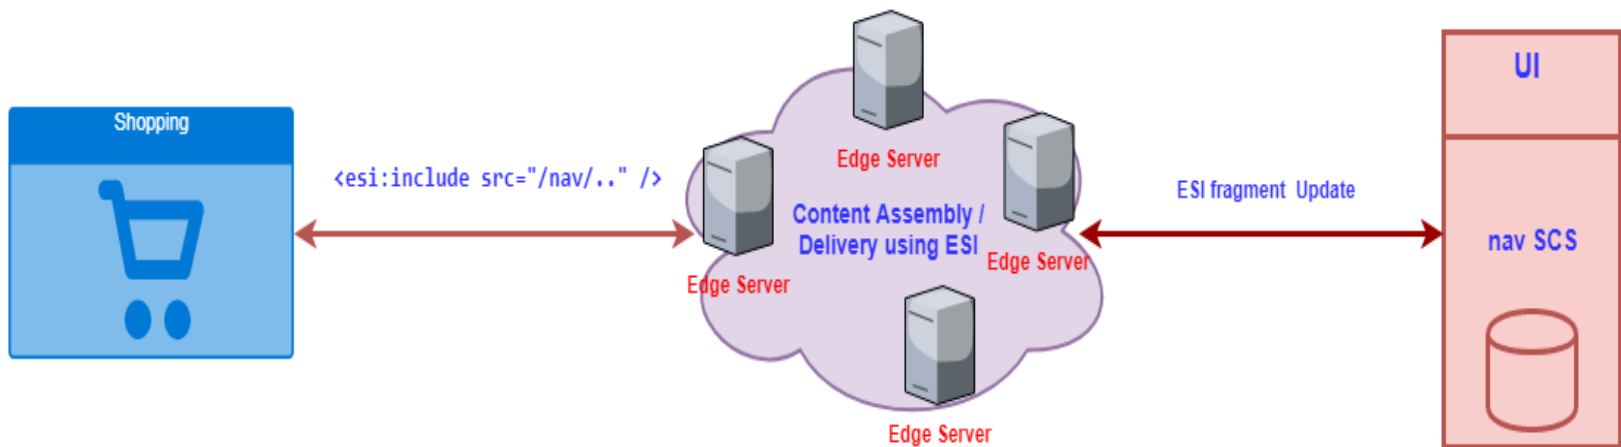 Shopping
<esi:include src="/nav/.." />
Edge Server
Edge Server
Content Assembly /
Delivery using ESI
Edge Server
Edge Server
ESI fragment Update
UI
nav SCS